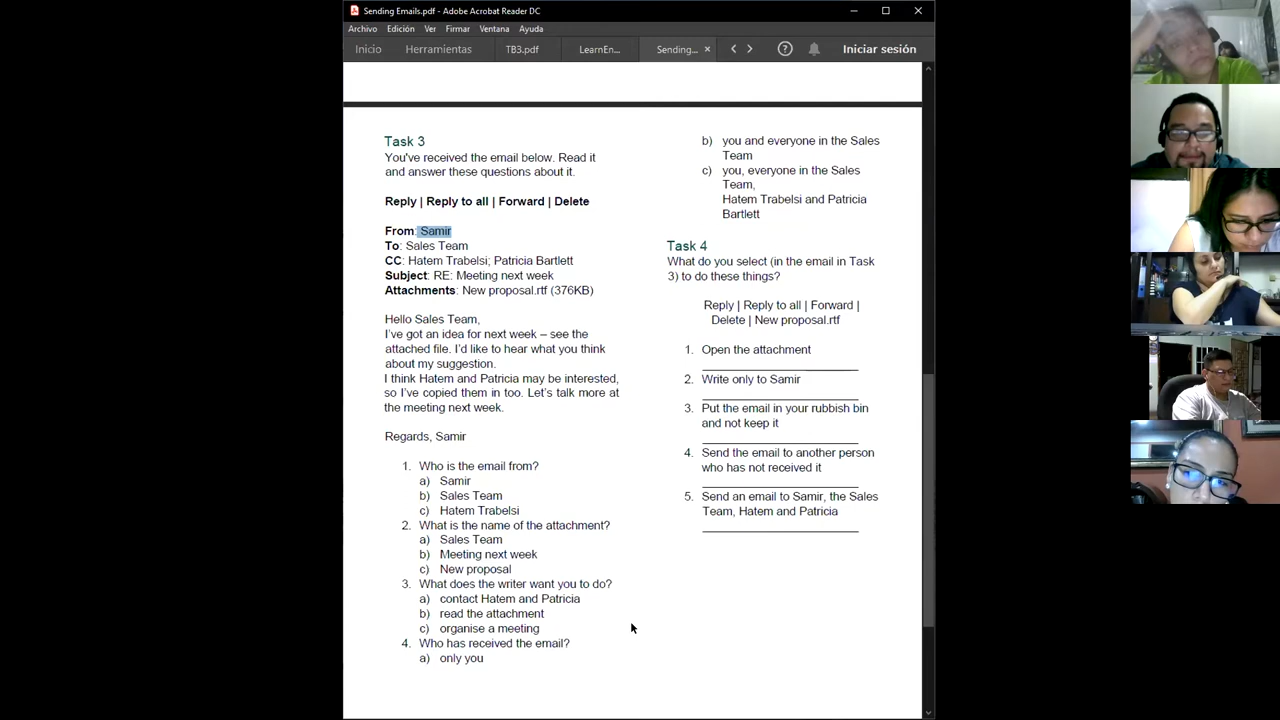 Sending Emails.pdf - Adobe Acrobat Reader DC
Archivo Edición Ver Firmar Ventana Ayuda
Inicio Herramientas TB3.pdf LearnEn... Sending... × Iniciar sesión
Task 3
You've received the email below. Read it
and answer these questions about it.
Reply | Reply to all | Forward | Delete
From: Samir
To: Sales Team
CC: Hatem Trabelsi; Patricia Bartlett
Subject: RE: Meeting next week
Attachments: New proposal.rtf (376KB)
Hello Sales Team,
I've got an idea for next week – see the
attached file. I'd like to hear what you think
about my suggestion.
I think Hatem and Patricia may be interested,
so I've copied them in too. Let's talk more at
the meeting next week.
Regards, Samir
1. Who is the email from?
a) Samir
b) Sales Team
c) Hatem Trabelsi
2. What is the name of the attachment?
a) Sales Team
b) Meeting next week
c) New proposal
3. What does the writer want you to do?
a) contact Hatem and Patricia
b) read the attachment
c) organise a meeting
4. Who has received the email?
a) only you
b) you and everyone in the Sales
Team
c) you, everyone in the Sales
Team,
Hatem Trabelsi and Patricia
Bartlett
Task 4
What do you select (in the email in Task
3) to do these things?
Reply | Reply to all | Forward |
Delete | New proposal.rtf
1. Open the attachment
2. Write only to Samir
3. Put the email in your rubbish bin
and not keep it
4. Send the email to another person
who has not received it
5. Send an email to Samir, the Sales
Team, Hatem and Patricia